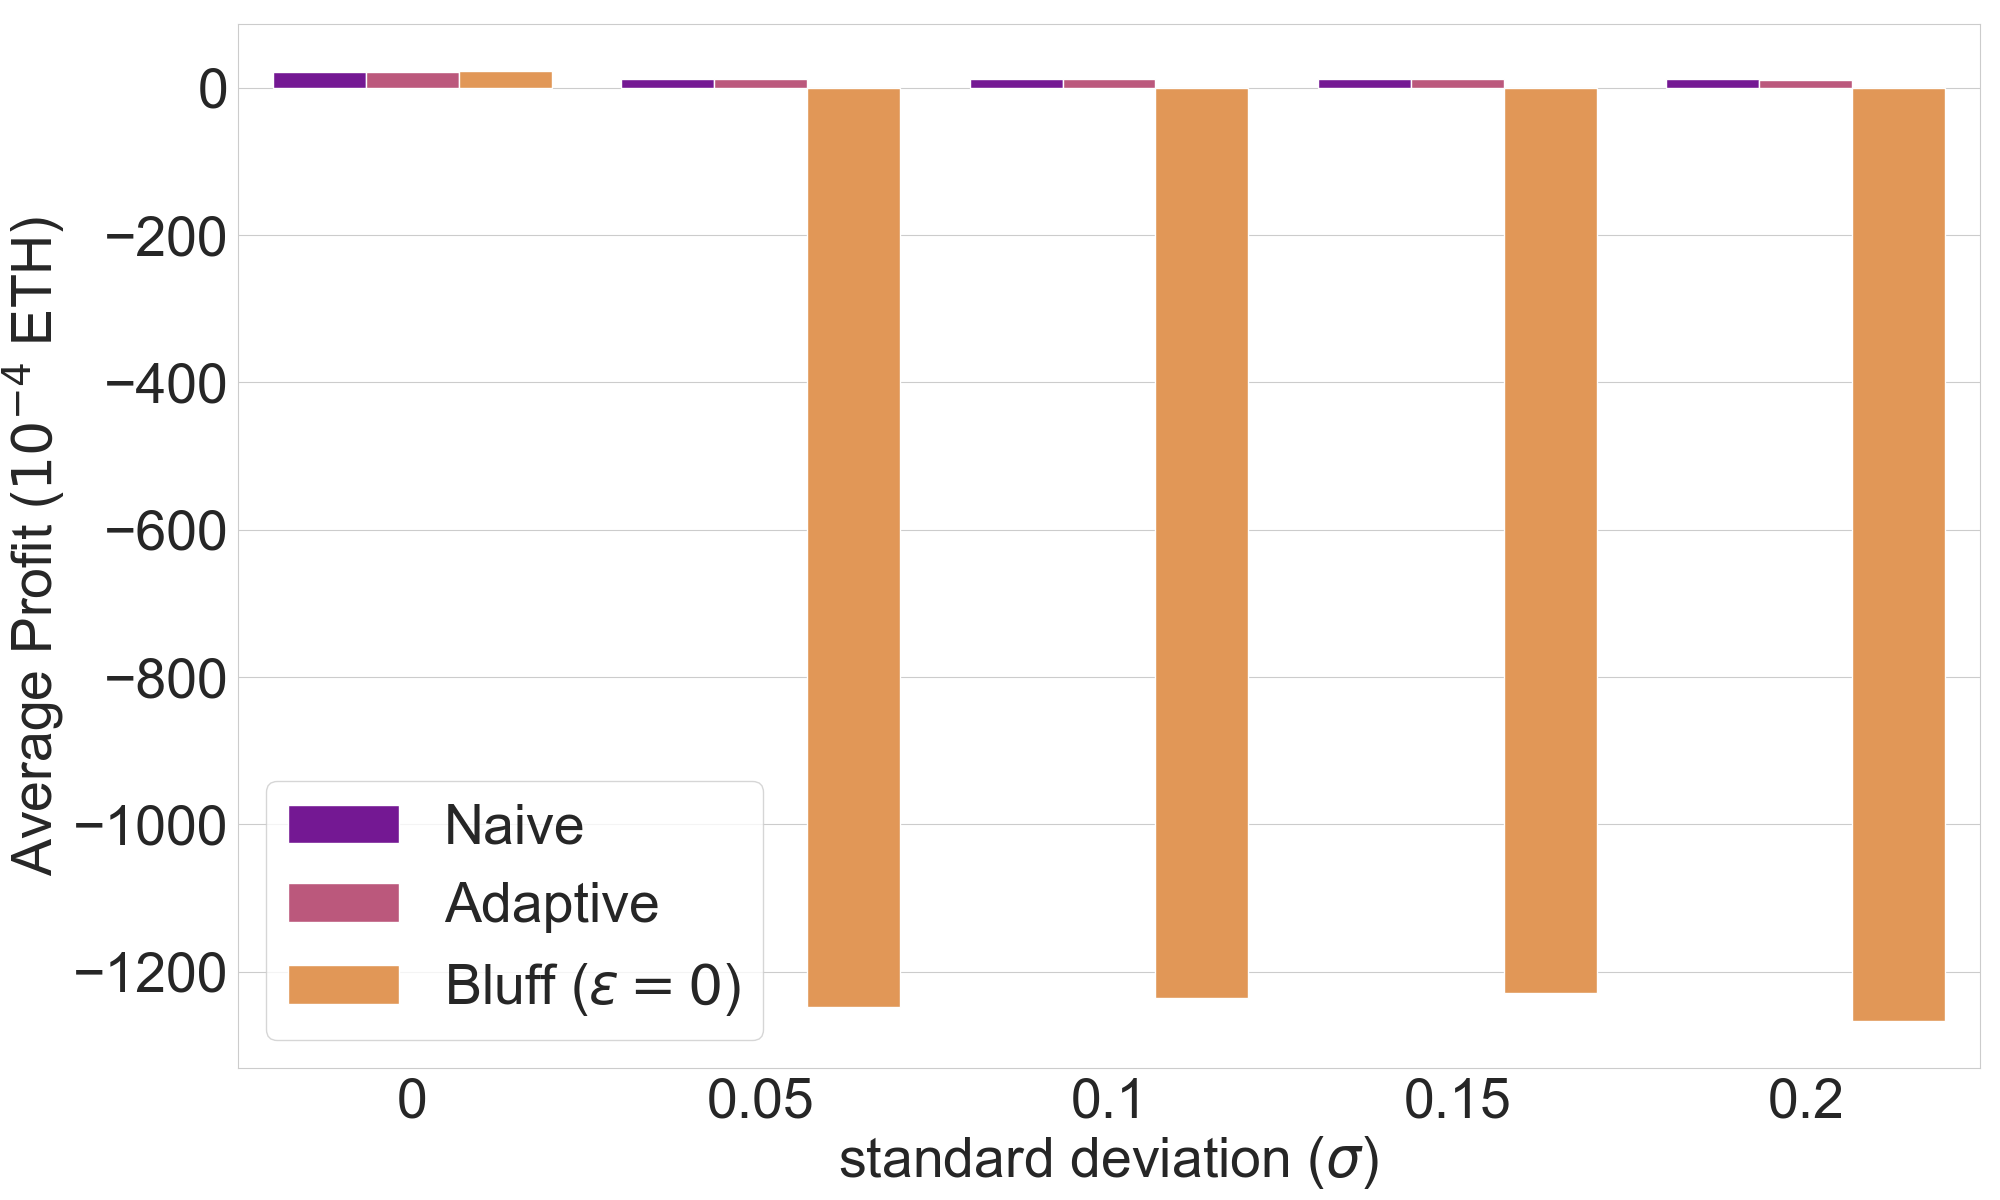 Average Profit (10⁻⁴ ETH)
0
−200
−400
−600
−800
−1000
−1200
Naive
Adaptive
Bluff (ε = 0)
0 0.05 0.1 0.15 0.2
standard deviation (σ)